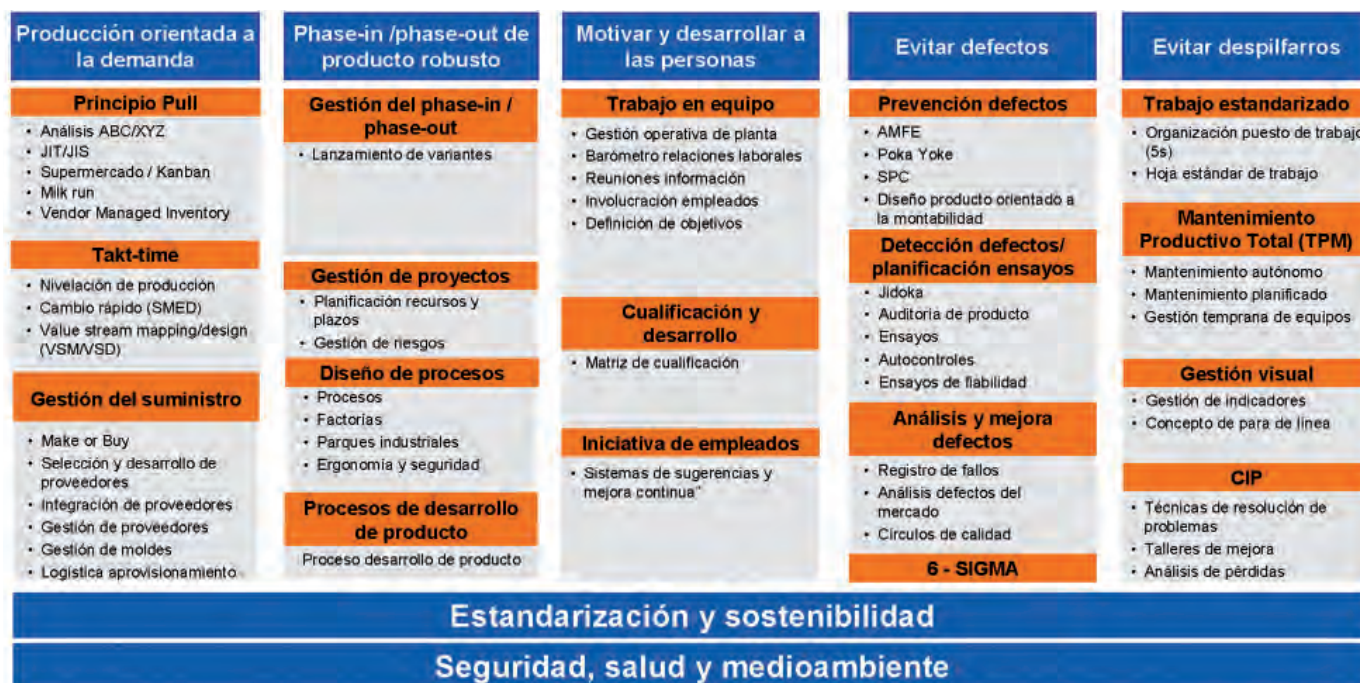 Producción orientada a
la demanda
Principio Pull
• Análisis ABC/XYZ
• JIT/JIS
• Supermercado / Kanban
• Milk run
• Vendor Managed Inventory
Takt-time
• Nivelación de producción
• Cambio rápido (SMED)
• Value stream mapping/design
(VSM/VSD)
Gestión del suministro
• Make or Buy
• Selección y desarrollo de
proveedores
• Integración de proveedores
• Gestión de proveedores
• Gestión de moldes
• Logística aprovisionamiento
Phase-in /phase-out de
producto robusto
Gestión del phase-in /
phase-out
• Lanzamiento de variantes
Gestión de proyectos
• Planificación recursos y
plazos
• Gestión de riesgos
Diseño de procesos
• Procesos
• Factorías
• Parques industriales
• Ergonomía y seguridad
Procesos de desarrollo
de producto
Proceso desarrollo de producto
Motivar y desarrollar a
las personas
Trabajo en equipo
• Gestión operativa de planta
• Barómetro relaciones laborales
• Reuniones información
• Involucración empleados
• Definición de objetivos
Cualificación y
desarrollo
• Matriz de cualificación
Iniciativa de empleados
• Sistemas de sugerencias y
mejora continua"
Evitar defectos
Prevención defectos
• AMFE
• Poka Yoke
• SPC
• Diseño producto orientado a
la montabilidad
Detección defectos/
planificación ensayos
• Jidoka
• Auditoria de producto
• Ensayos
• Autocontroles
• Ensayos de fiabilidad
Análisis y mejora
defectos
• Registro de fallos
• Análisis defectos del
mercado
• Círculos de calidad
6 - SIGMA
Evitar despilfarros
Trabajo estandarizado
• Organización puesto de trabajo
(5s)
• Hoja estándar de trabajo
Mantenimiento
Productivo Total (TPM)
• Mantenimiento autónomo
• Mantenimiento planificado
• Gestión temprana de equipos
Gestión visual
• Gestión de indicadores
• Concepto de para de línea
CIP
• Técnicas de resolución de
problemas
• Talleres de mejora
• Análisis de pérdidas
Estandarización y sostenibilidad
Seguridad, salud y medioambiente